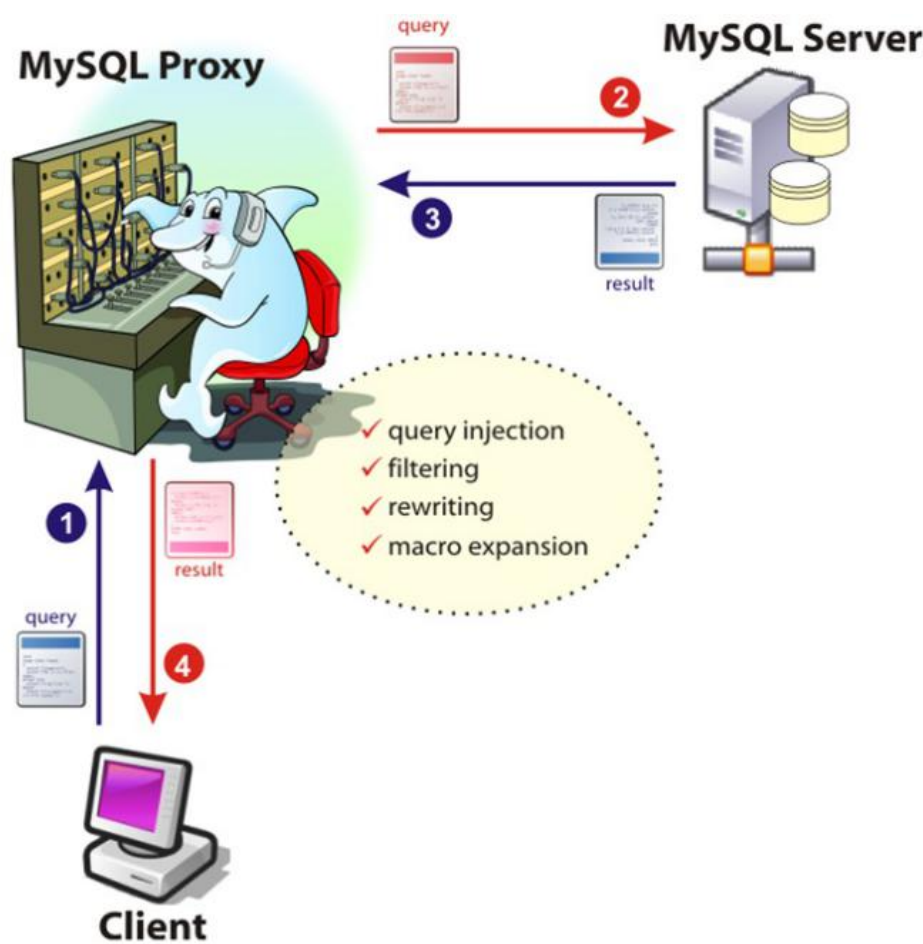 query
MySQL Server
MySQL Proxy
2
3
result
✓ query injection
✓ filtering
✓ rewriting
✓ macro expansion
1
result
query
4
Client